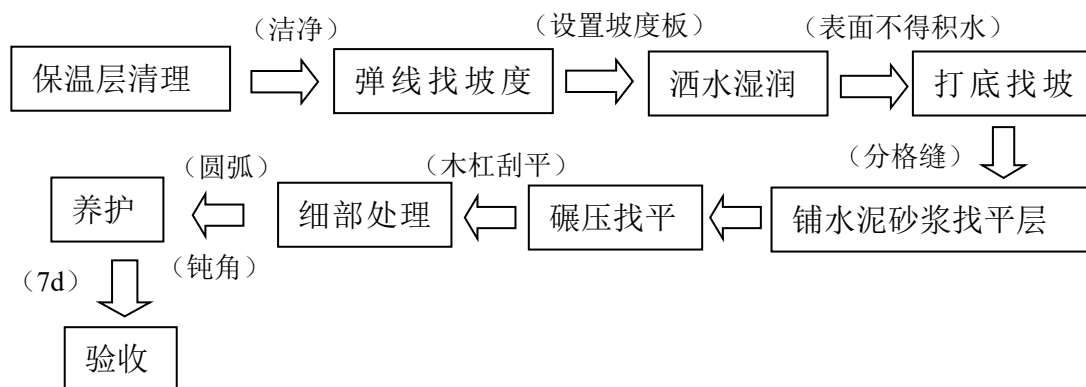 （洁净）
（设置坡度板）
（表面不得积水）
保温层清理
弹线找坡度
洒水湿润
打底找坡
（分格缝）
（木杠刮平）
（圆弧）
养护
细部处理
碾压找平
铺水泥砂浆找平层
（7d）
（钝角）
验收